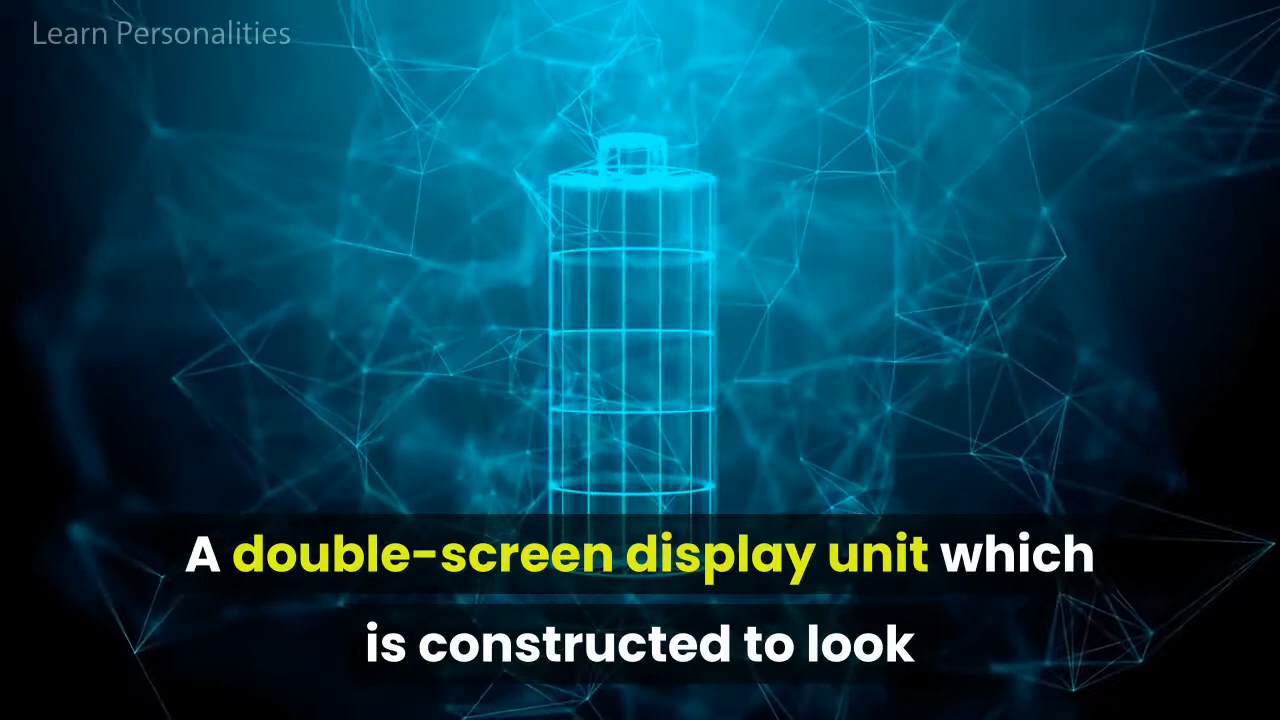 Learn Personalities
A double-screen display unit which
is constructed to look